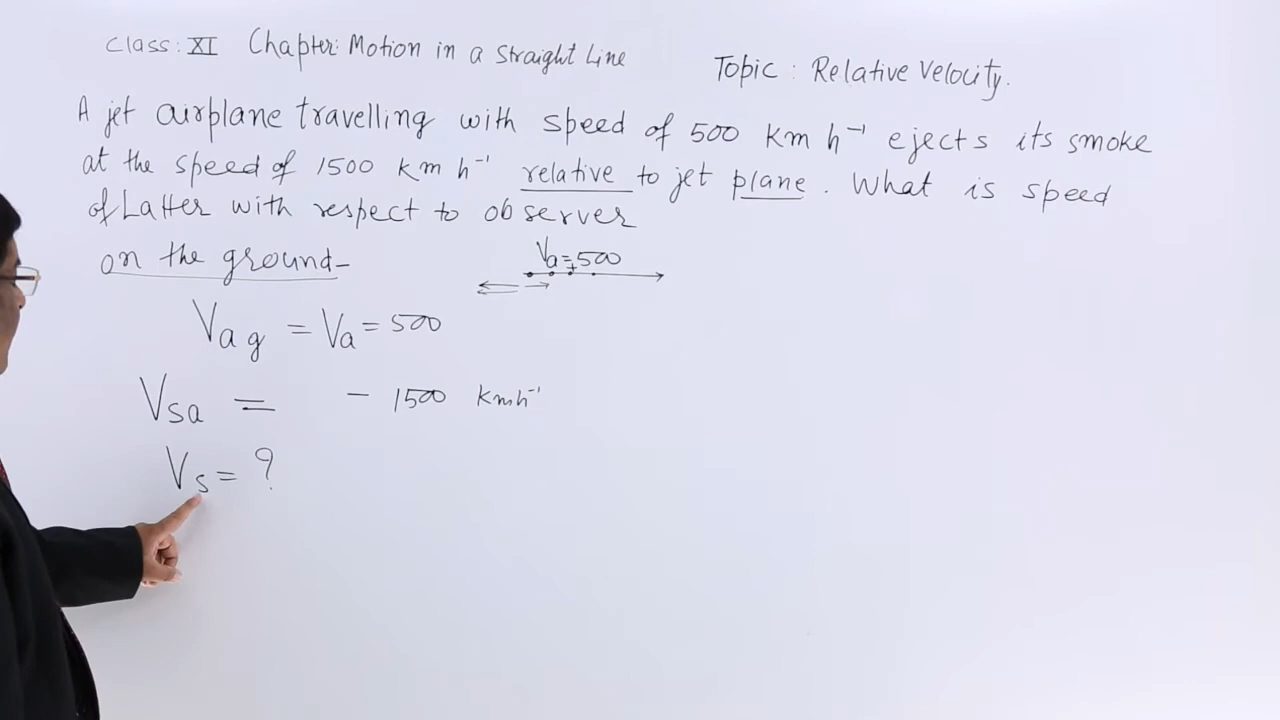 Class: XI Chapter: Motion in a Straight Line
Topic: Relative Velocity.
A jet airplane travelling with speed of 500 Km h⁻¹ ejects its smoke
at the speed of 1500 Km h⁻¹ relative to jet plane. What is speed
of Latter with respect to observer
on the ground-
Va=500
+
Vag = Va = 500
Vsa = - 1500 Kmh⁻¹
Vs = ?